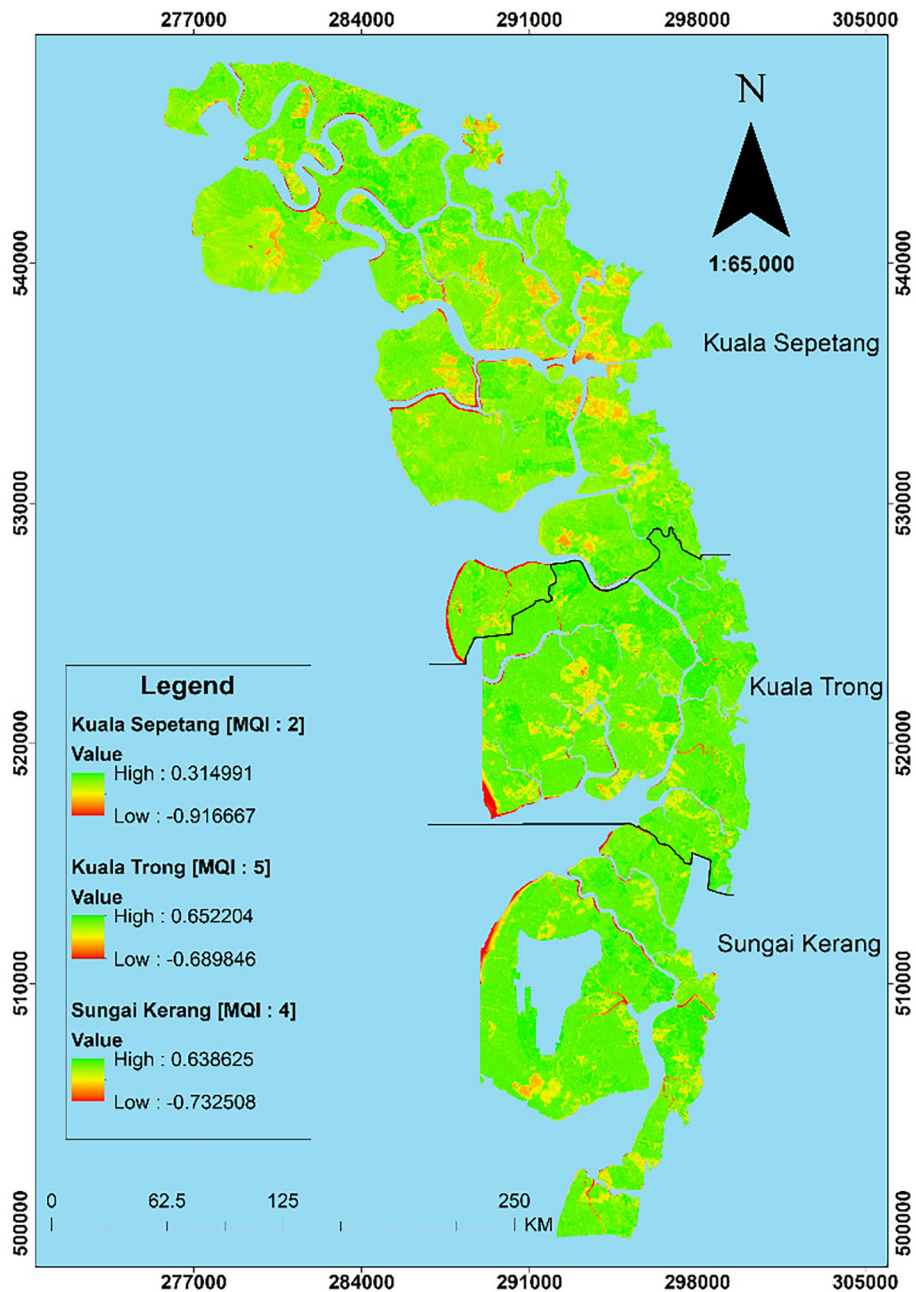 277000 284000 291000 298000 305000
N
1:65,000
540000 540000
Kuala Sepetang
530000 530000
Kuala Trong
520000 520000
Sungai Kerang
510000 510000
500000 500000
Legend
Kuala Sepetang [MQI : 2]
Value
High : 0.314991
Low : -0.916667
Kuala Trong [MQI : 5]
Value
High : 0.652204
Low : -0.689846
Sungai Kerang [MQI : 4]
Value
High : 0.638625
Low : -0.732508
0 62.5 125 250
KM
277000 284000 291000 298000 305000